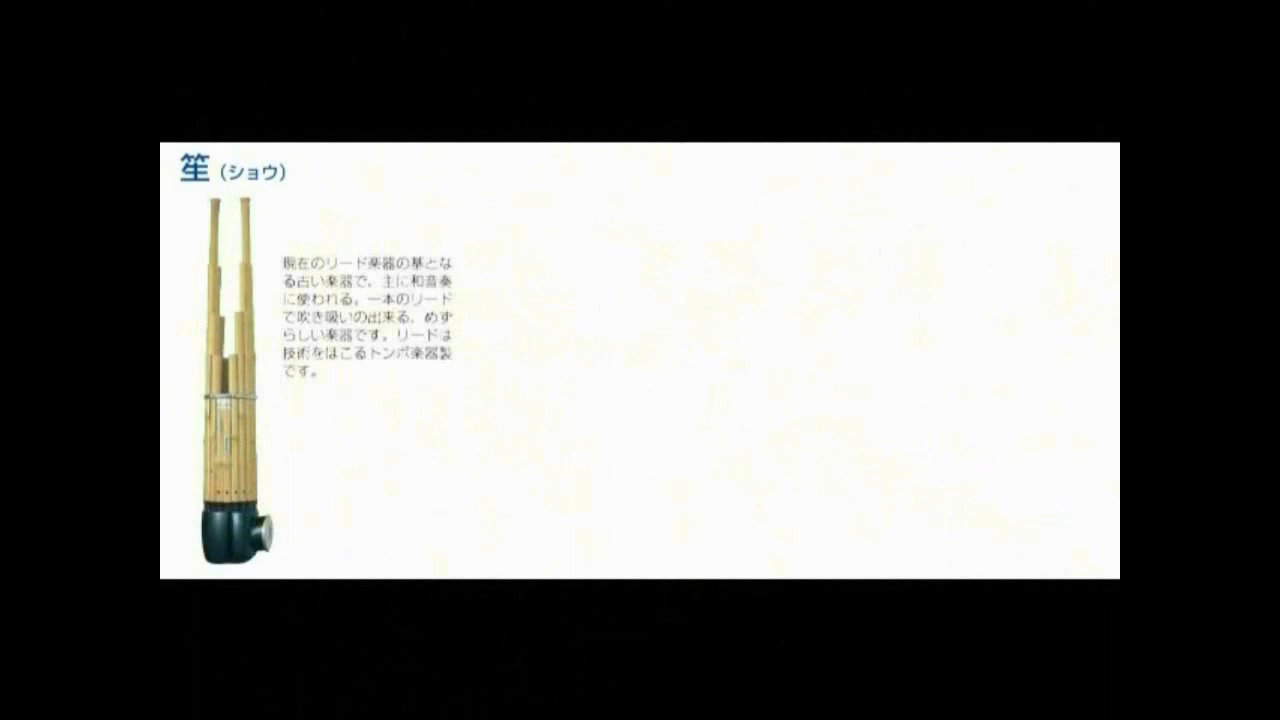 笙（ショウ）
現在のリード楽器の基とな
る古い楽器で、主に和音奏
に使われる。一本のリード
で吹き吸いの出来る、めず
らしい楽器です。リードは
技術をほこるトンボ楽器製
です。